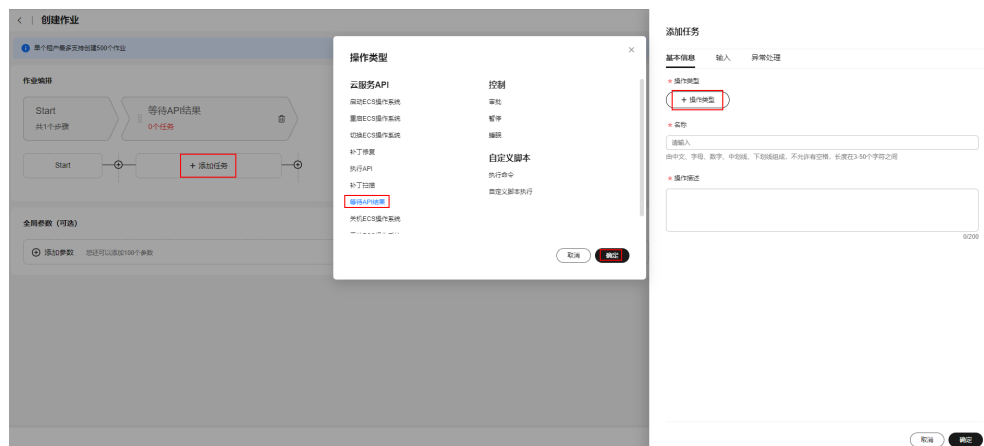 创建作业
单个租户最多支持创建500个作业
作业编排
Start
共1个步骤
等待API结果
0个任务
Start
+ 添加任务
全局参数（可选）
添加参数 您还可以添加100个参数
操作类型
云服务API
启动ECS操作系统
重启ECS操作系统
切换ECS操作系统
补丁修复
执行API
补丁扫描
等待API结果
关机ECS操作系统
控制
审批
暂停
睡眠
自定义脚本
执行命令
自定义脚本执行
取消
确定
添加任务
基本信息 输入 异常处理
* 操作类型
+ 操作类型
* 名称
请输入
由中文、字母、数字、中划线、下划线组成，不允许有空格，长度在3-50个字符之间
* 操作描述
0/200
取消
确定